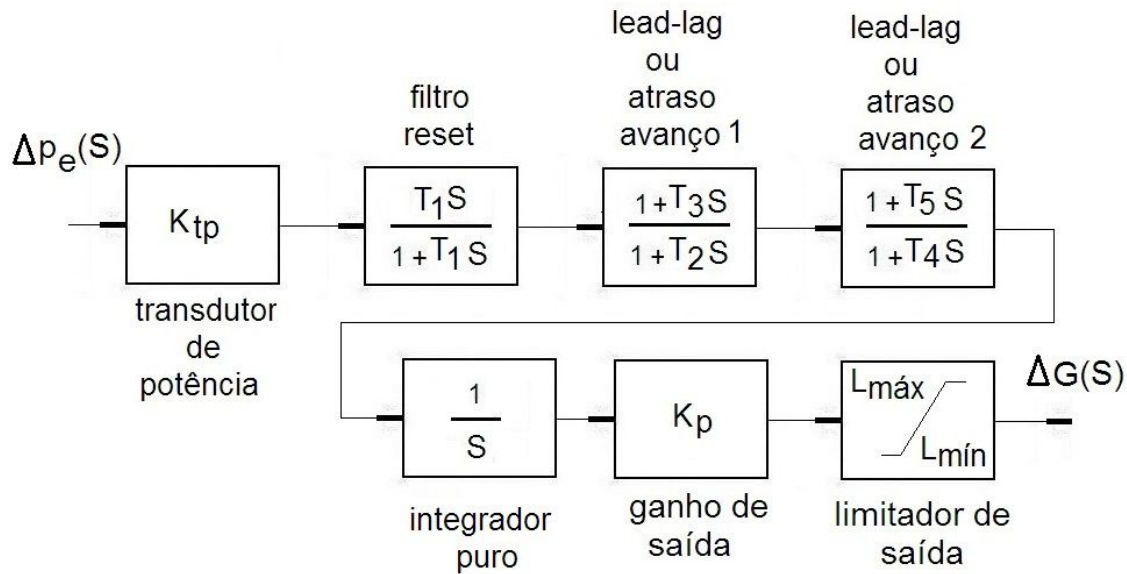 lead-lag
ou
atraso
avanço 1
lead-lag
ou
atraso
avanço 2
filtro
reset
Δpe(S)
Ktp
T1S
1+T1S
1+T3S
1+T2S
1+T5S
1+T4S
transdutor
de
potência
1
S
Kp
Lmáx
Lmín
ΔG(S)
integrador
puro
ganho de
saída
limitador de
saída